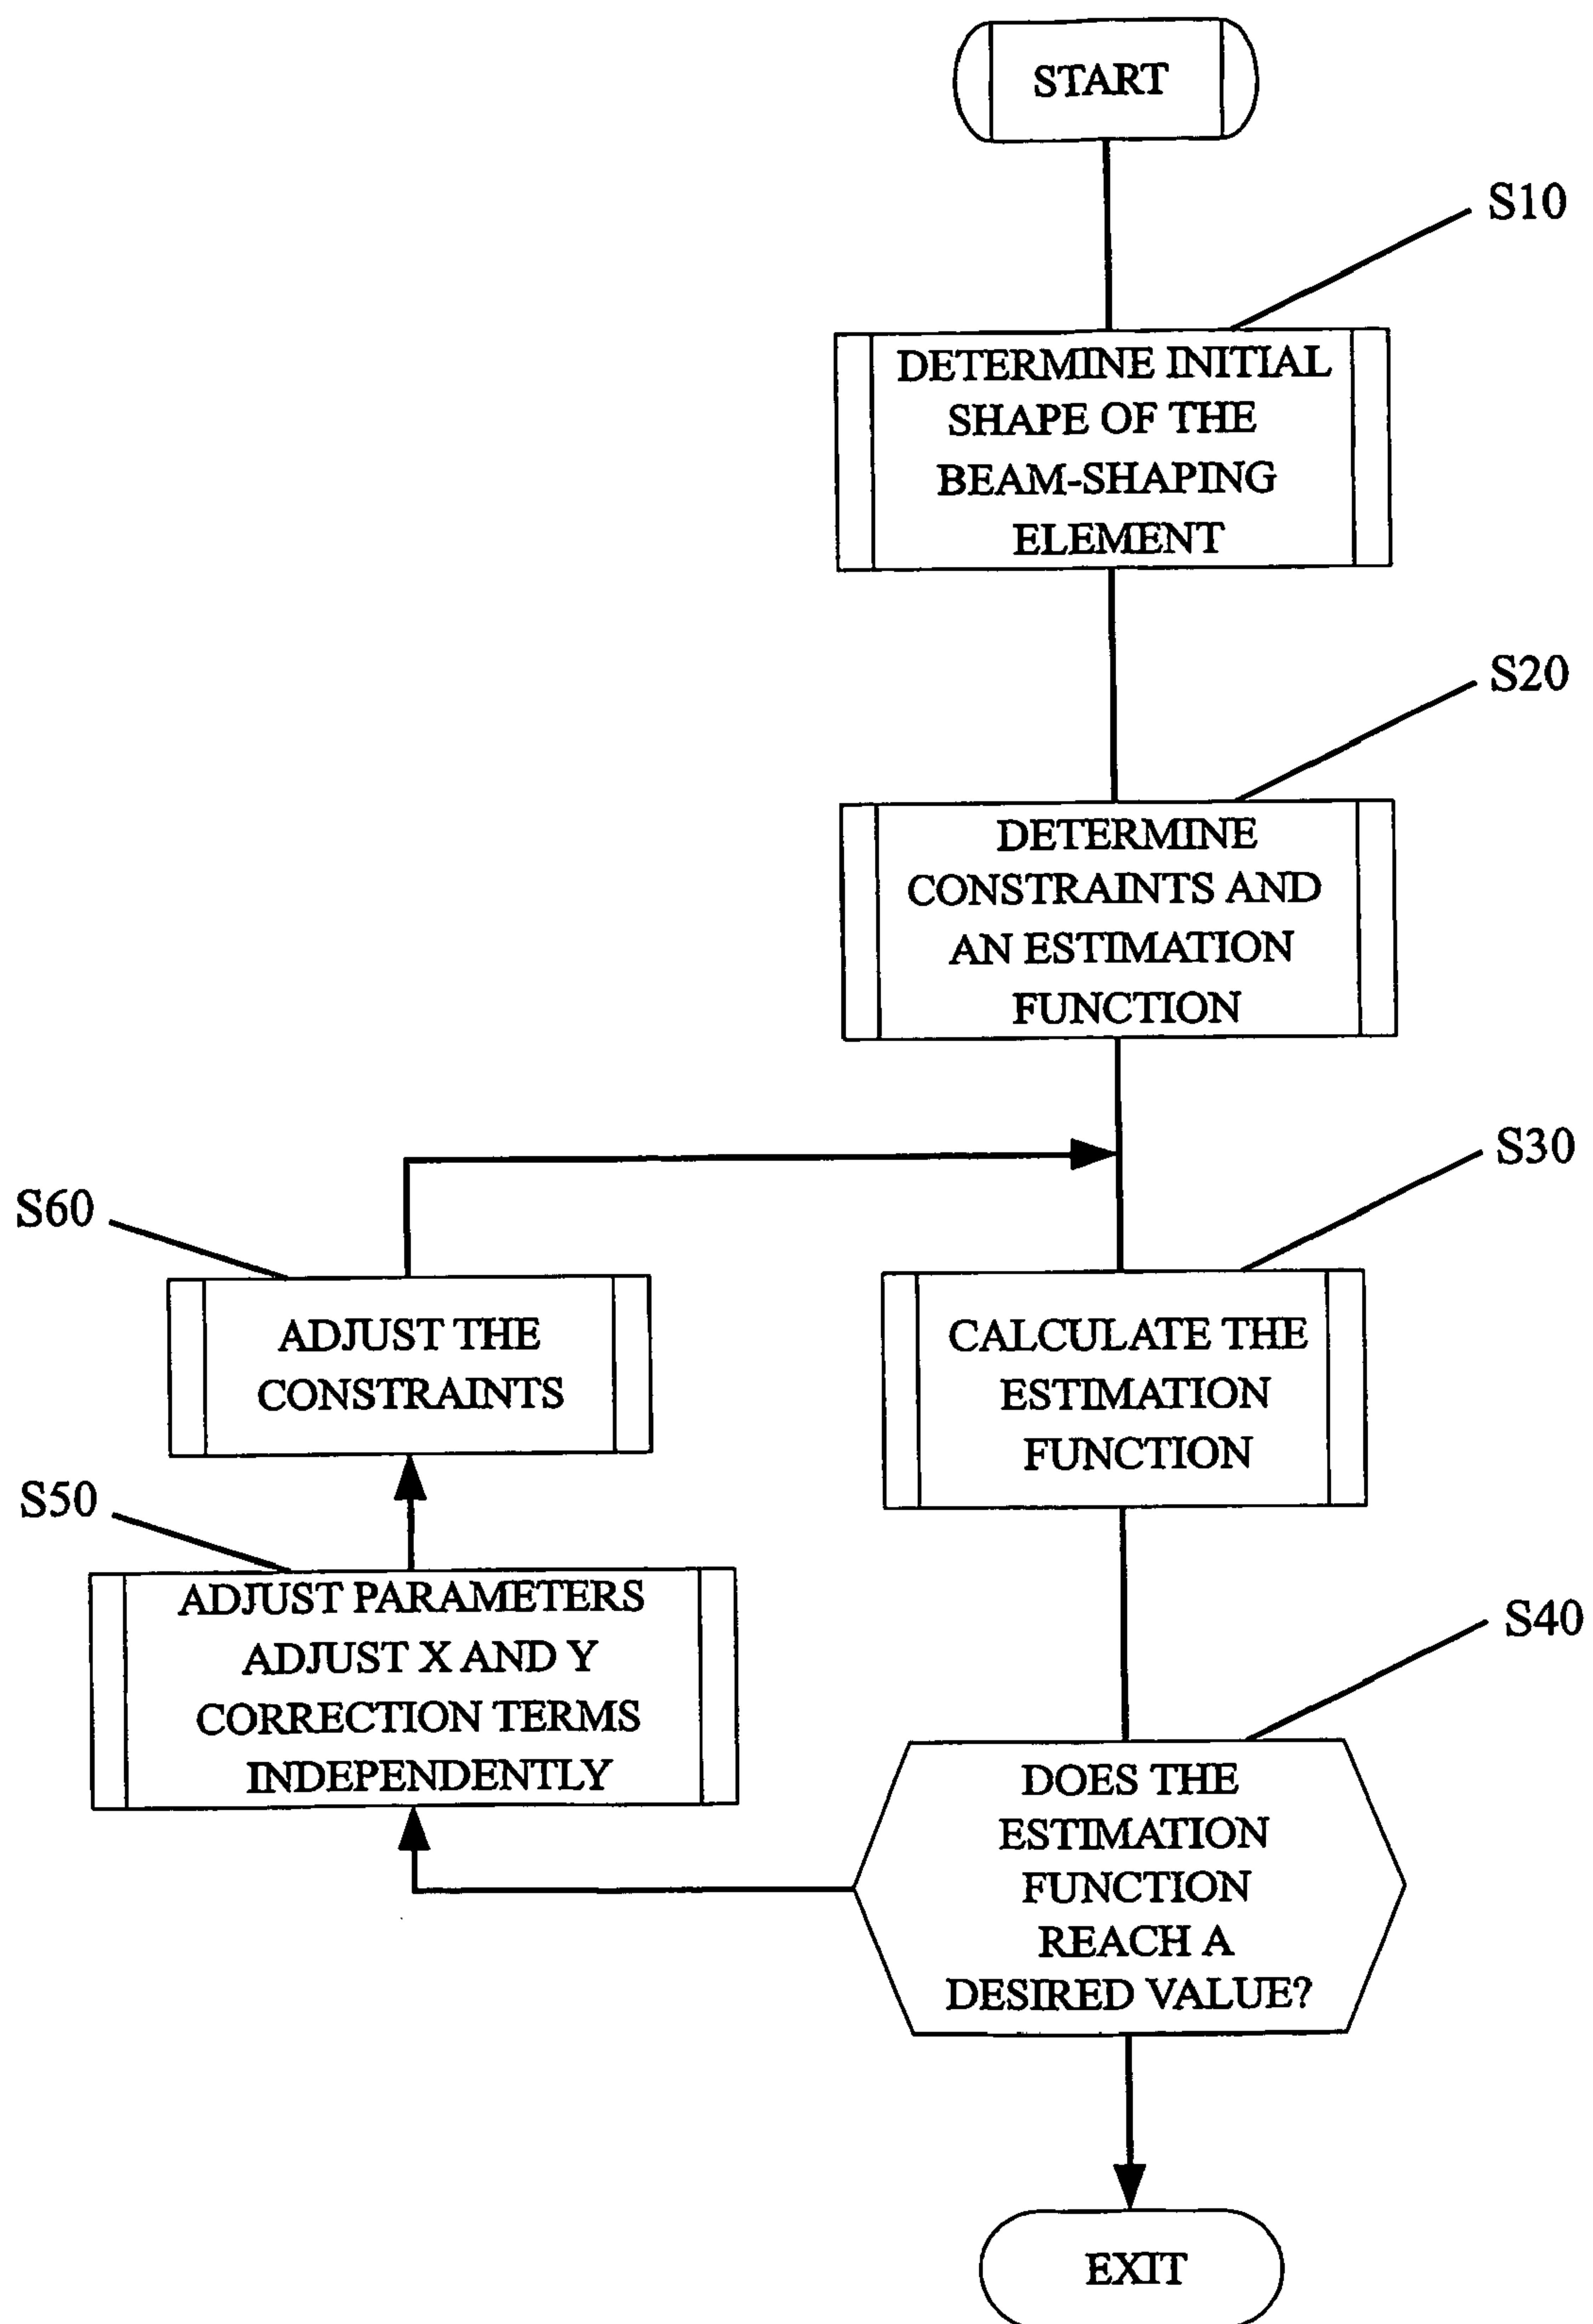 START
S10
DETERMINE INITIAL
SHAPE OF THE
BEAM-SHAPING
ELEMENT
S20
DETERMINE
CONSTRAINTS AND
AN ESTIMATION
FUNCTION
S30
CALCULATE THE
ESTIMATION
FUNCTION
S40
DOES THE
ESTIMATION
FUNCTION
REACH A
DESIRED VALUE?
S50
ADJUST PARAMETERS
ADJUST X AND Y
CORRECTION TERMS
INDEPENDENTLY
S60
ADJUST THE
CONSTRAINTS
EXIT